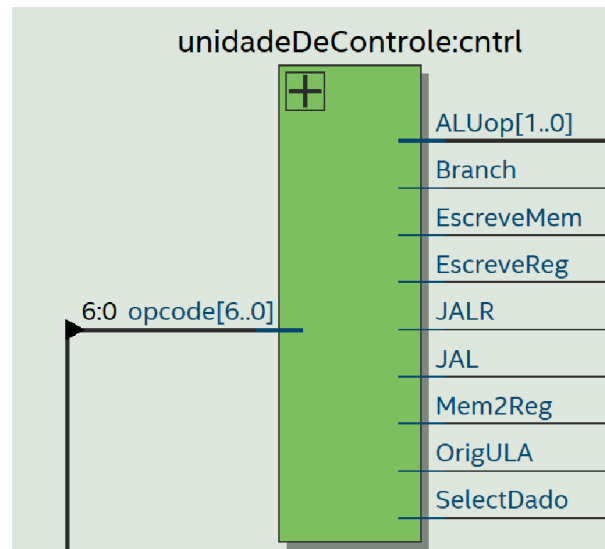 unidadeDeControle:cntrl
ALUop[1..0]
Branch
EscreveMem
EscreveReg
6:0 opcode[6..0]
JALR
JAL
Mem2Reg
OrigULA
SelectDado